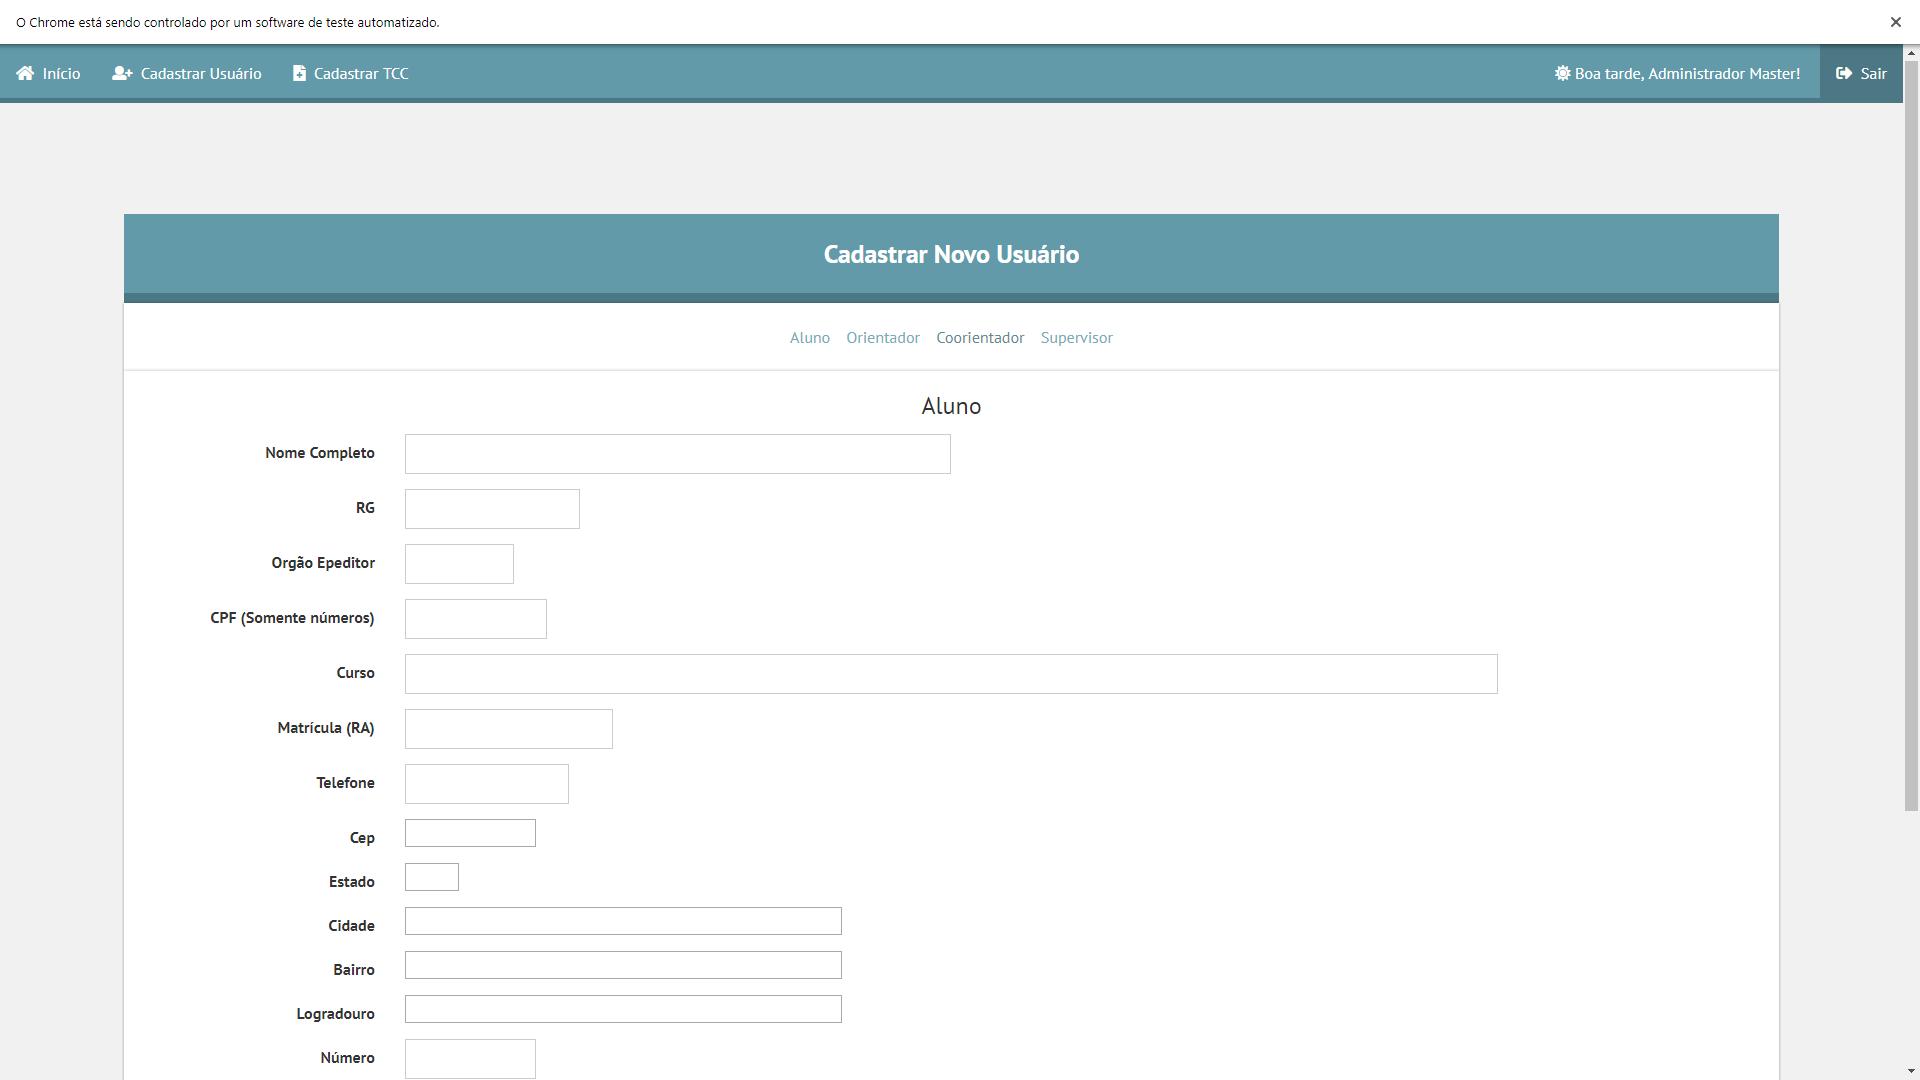 O Chrome está sendo controlado por um software de teste automatizado.
Início Cadastrar Usuário Cadastrar TCC Boa tarde, Administrador Master! Sair
Cadastrar Novo Usuário
Aluno Orientador Coorientador Supervisor
Aluno
Nome Completo
RG
Orgão Epeditor
CPF (Somente números)
Curso
Matrícula (RA)
Telefone
Cep
Estado
Cidade
Bairro
Logradouro
Número